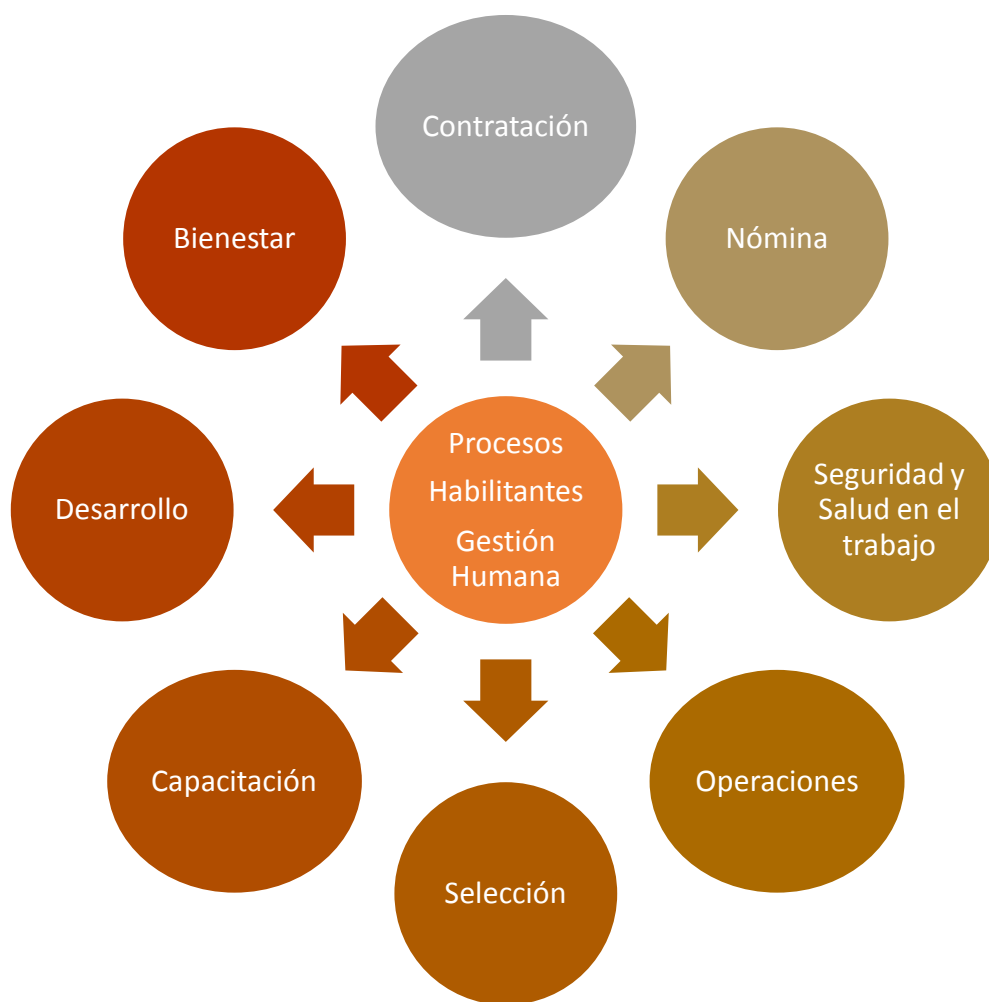 Contratación
Bienestar
Nómina
Procesos
Habilitantes
Gestión
Humana
Desarrollo
Seguridad y
Salud en el
trabajo
Capacitación
Operaciones
Selección